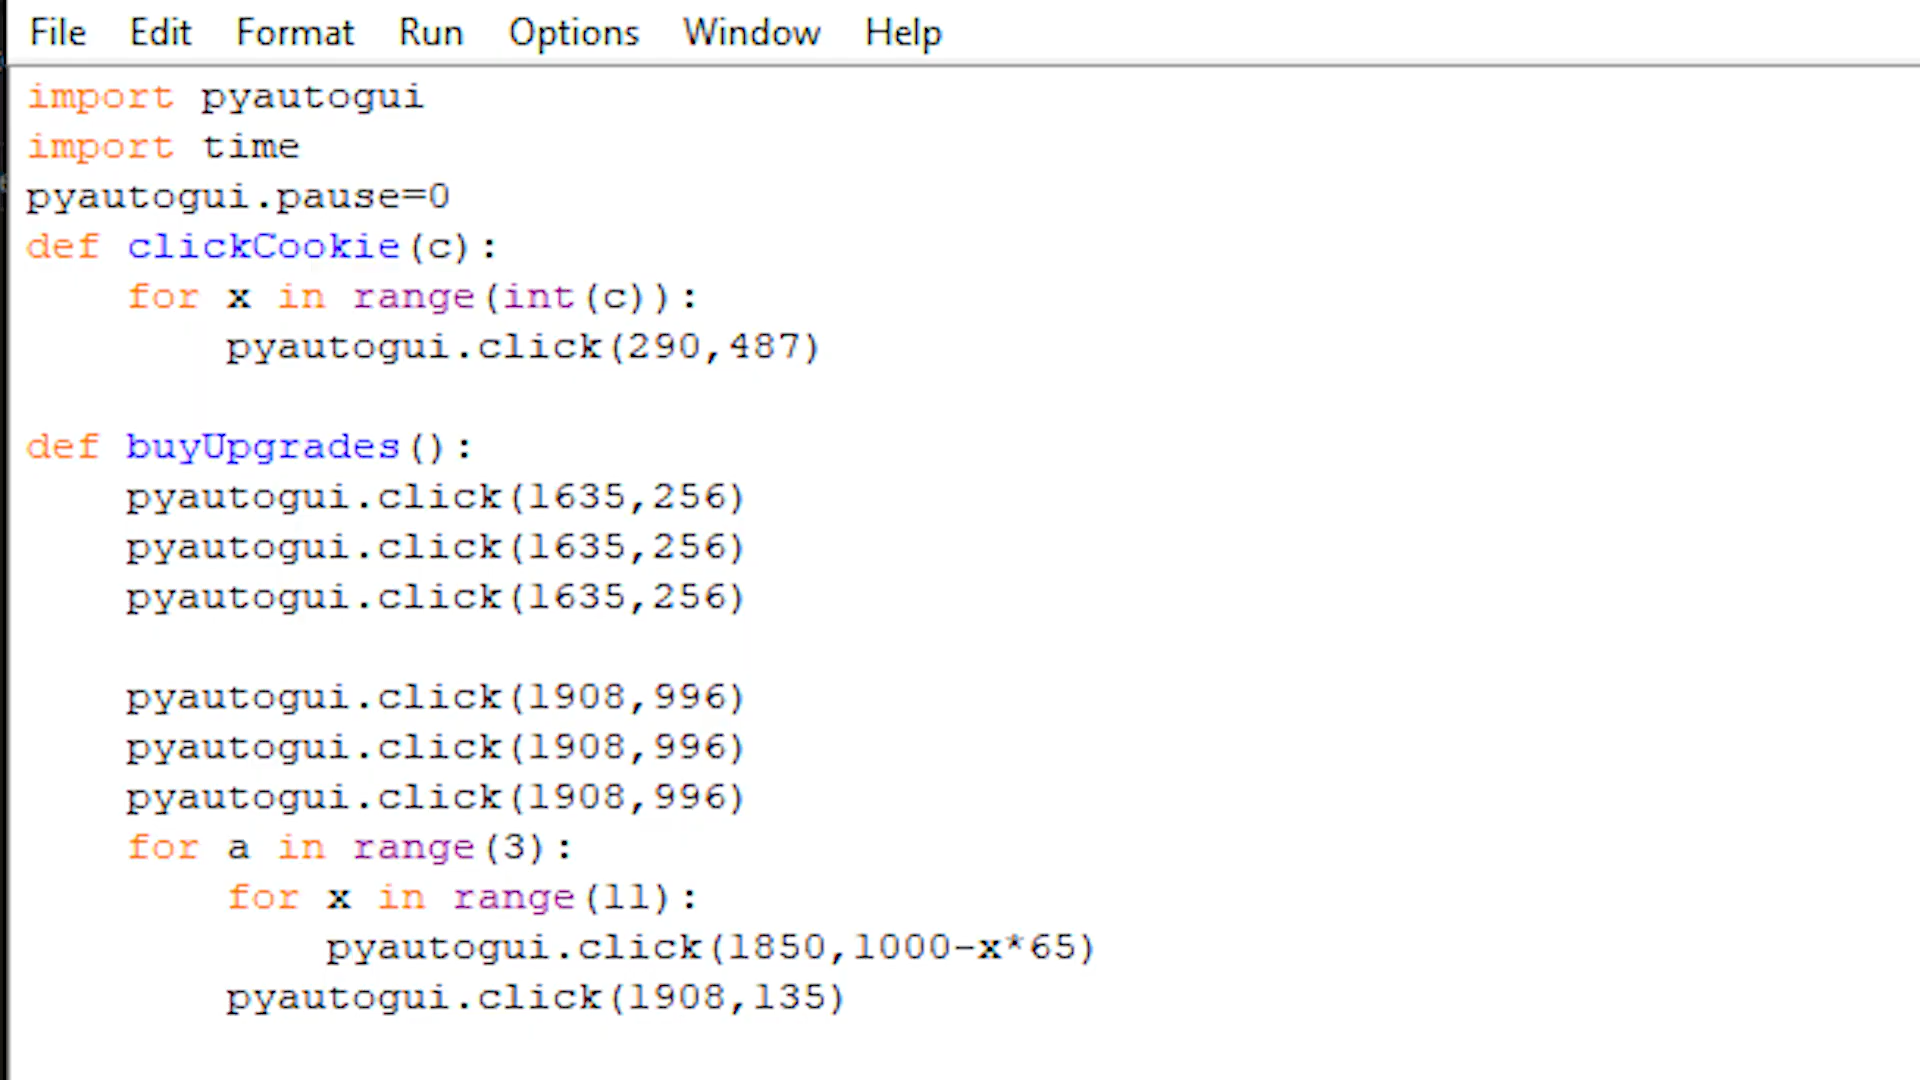 File Edit Format Run Options Window Help
import pyautogui
import time
pyautogui.pause=0
def clickCookie(c):
    for x in range(int(c)):
        pyautogui.click(290,487)

def buyUpgrades():
    pyautogui.click(1635,256)
    pyautogui.click(1635,256)
    pyautogui.click(1635,256)

    pyautogui.click(1908,996)
    pyautogui.click(1908,996)
    pyautogui.click(1908,996)
    for a in range(3):
        for x in range(11):
            pyautogui.click(1850,1000-x*65)
        pyautogui.click(1908,135)